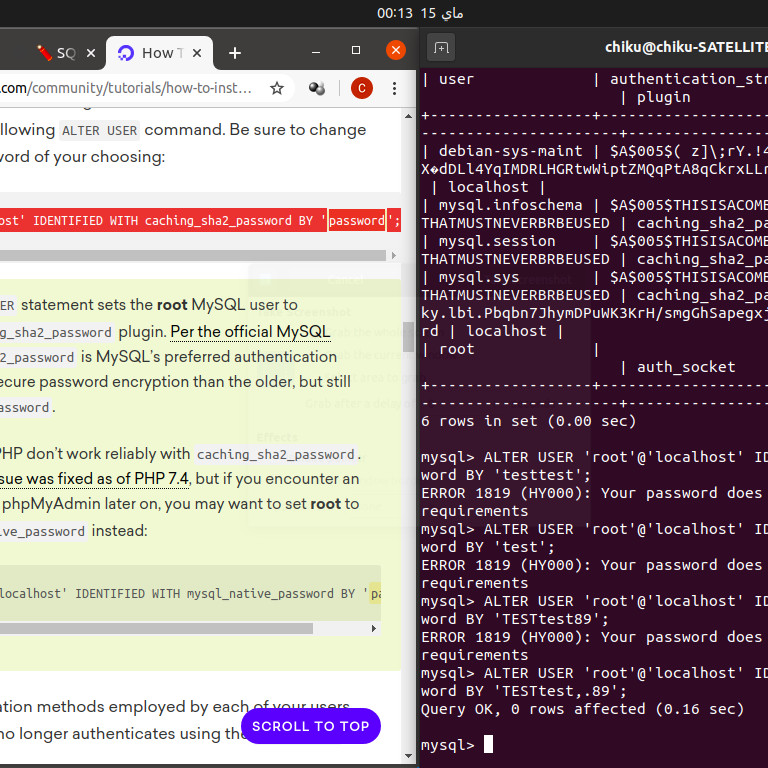 00:13 15 ماي
SQ
How T
.com/community/tutorials/how-to-inst...
C
llowing ALTER USER command. Be sure to change
word of your choosing:
ost' IDENTIFIED WITH caching_sha2_password BY 'password';
ER statement sets the root MySQL user to
g_sha2_password plugin. Per the official MySQL
2_password is MySQL's preferred authentication
ecure password encryption than the older, but still
assword.
PHP don't work reliably with caching_sha2_password.
sue was fixed as of PHP 7.4, but if you encounter an
phpMyAdmin later on, you may want to set root to
ive_password instead:
localhost' IDENTIFIED WITH mysql_native_password BY 'pa
ation methods employed by each of your users
no longer authenticates using the
SCROLL TO TOP
chiku@chiku-SATELLITE
| user | authentication_str
| plugin
+------------------+-----------------
-----------------------+
| debian-sys-maint | $A$005$( z]\;rY.!4
X�dDLl4YqIMDRLHGRtwWiptZMQqPtA8qCkrxLLr
| localhost |
| mysql.infoschema | $A$005$THISISACOMB
THATMUSTNEVERBRBEUSED | caching_sha2_pa
| mysql.session | $A$005$THISISACOMB
THATMUSTNEVERBRBEUSED | caching_sha2_pa
| mysql.sys | $A$005$THISISACOMB
THATMUSTNEVERBRBEUSED | caching_sha2_pa
ky.lbi.Pbqbn7JhymDPuWK3KrH/smgGhSapegxj
rd | localhost |
| root |
| auth_socket
+------------------+-----------------
-----------------------+
6 rows in set (0.00 sec)
mysql> ALTER USER 'root'@'localhost' ID
word BY 'testtest';
ERROR 1819 (HY000): Your password does
requirements
mysql> ALTER USER 'root'@'localhost' ID
word BY 'test';
ERROR 1819 (HY000): Your password does
requirements
mysql> ALTER USER 'root'@'localhost' ID
word BY 'TESTtest89';
ERROR 1819 (HY000): Your password does
requirements
mysql> ALTER USER 'root'@'localhost' ID
word BY 'TESTtest,.89';
Query OK, 0 rows affected (0.16 sec)
mysql>